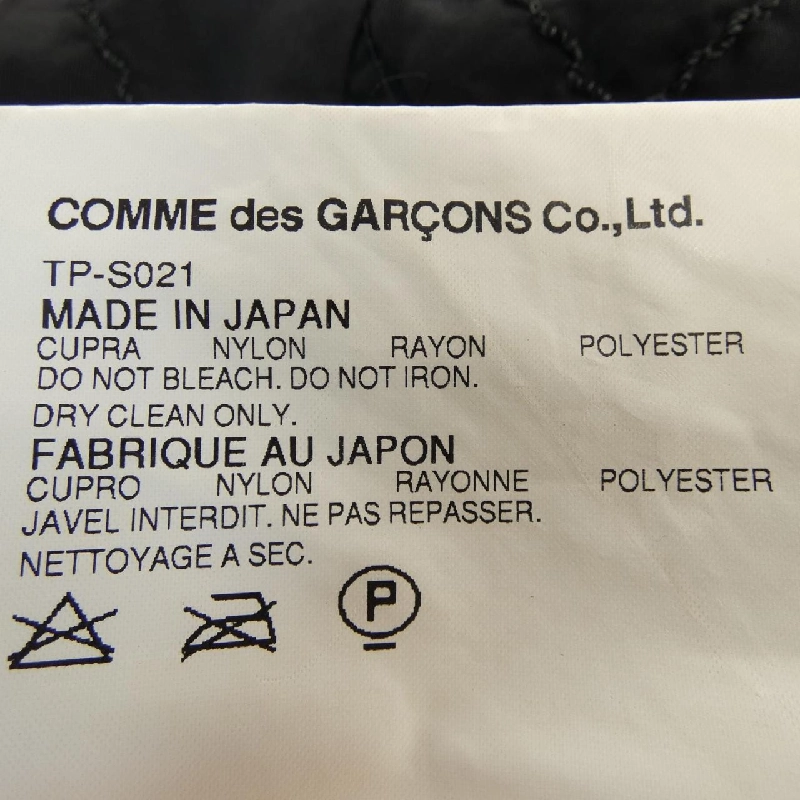 COMME des GARÇONS Co.,Ltd.
TP-S021
MADE IN JAPAN
CUPRA NYLON RAYON POLYESTER
DO NOT BLEACH. DO NOT IRON.
DRY CLEAN ONLY.
FABRIQUE AU JAPON
CUPRO NYLON RAYONNE POLYESTER
JAVEL INTERDIT. NE PAS REPASSER.
NETTOYAGE A SEC.
P